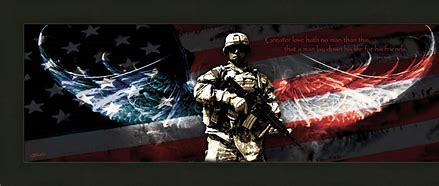 Greater love hath no man than this,
that a man lay down his life for his friends.